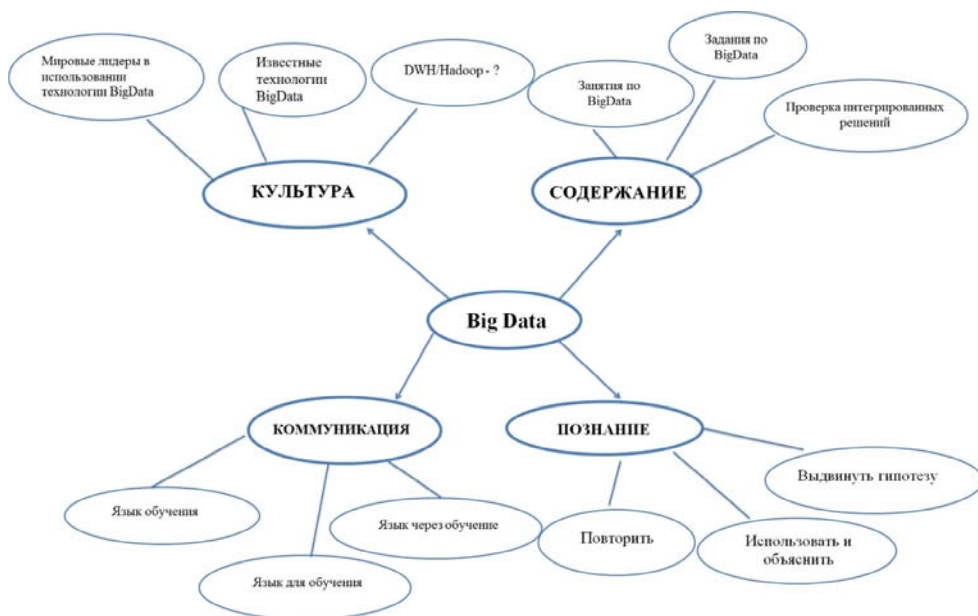 Мировые лидеры в
использовании
технологии BigData
Известные
технологии
BigData
DWH/Hadoop - ?
Занятия по
BigData
Задания по
BigData
Проверка интегрированных
решений
КУЛЬТУРА
СОДЕРЖАНИЕ
Big Data
КОММУНИКАЦИЯ
ПОЗНАНИЕ
Язык обучения
Язык для обучения
Язык через обучение
Повторить
Использовать и
объяснить
Выдвинуть гипотезу